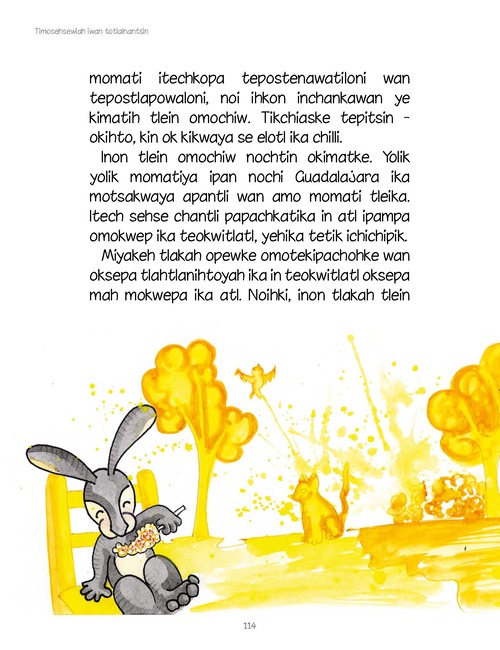 Timosehsewiah iwan totlalnantsin
momati itechkopa tepostenawatiloni wan
tepostlapowaloni, noi ihkon inchankawan ye
kimatih tlein omochiw. Tikchiaske tepitsin -
okihto, kin ok kikwaya se elotl ika chilli.
Inon tlein omochiw nochtin okimatke. Yolik
yolik momatiya ipan nochi Guadalajara ika
motsakwaya apantli wan amo momati tleika.
Itech sehse chantli papachkatika in atl ipampa
omokwep ika teokwitlatl, yehika tetik ichichipik.
Miyakeh tlakah opewke omotekipachohke wan
oksepa tlahtlanihtoyah ika in teokwitlatl oksepa
mah mokwepa ika atl. Noihki, inon tlakah tlein
114